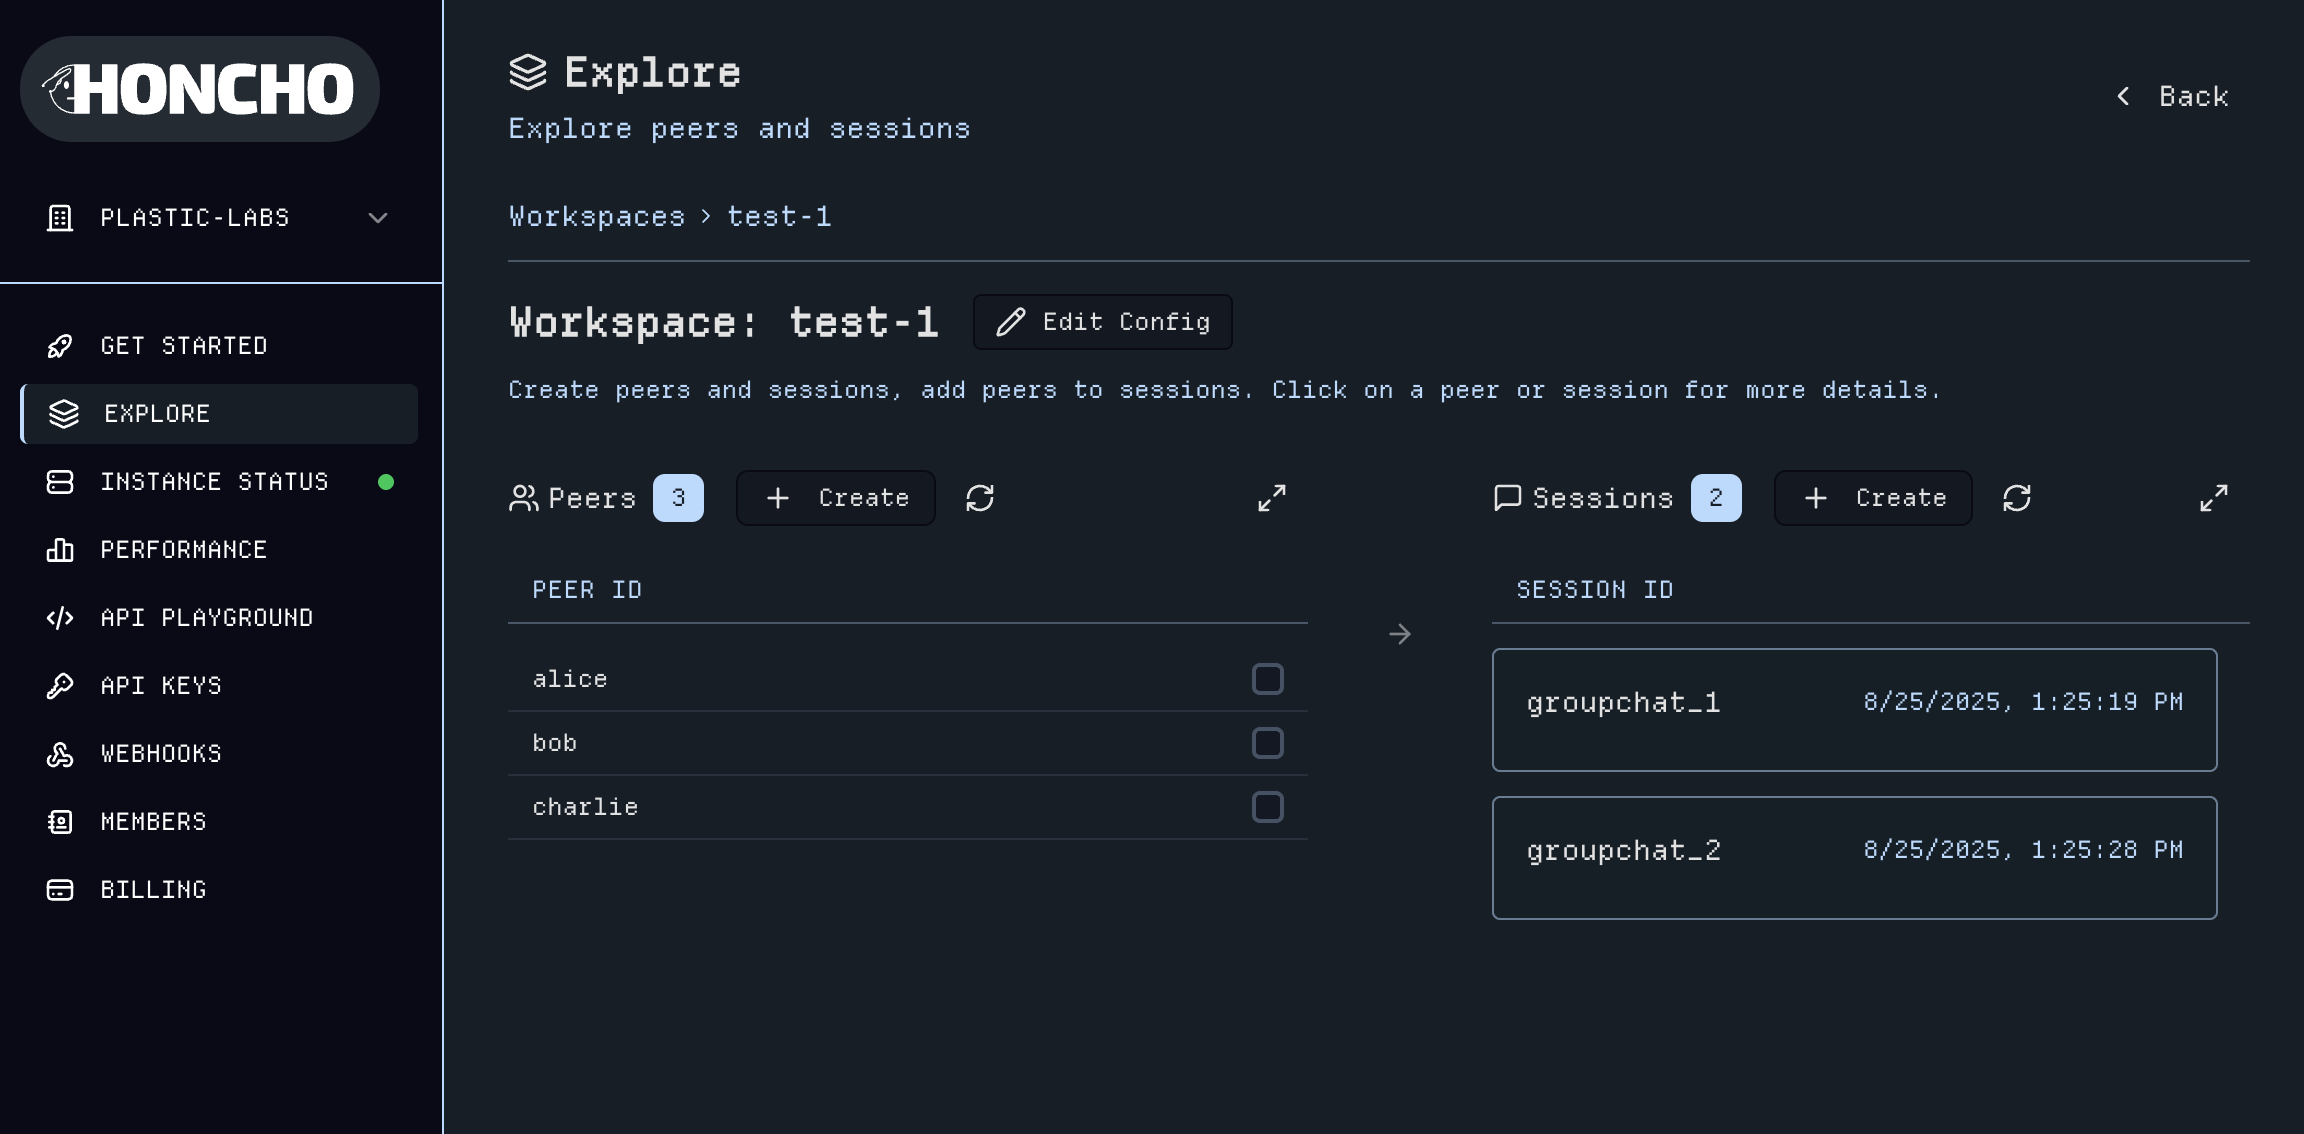 HONCHO
PLASTIC-LABS
GET STARTED
EXPLORE
INSTANCE STATUS
PERFORMANCE
API PLAYGROUND
API KEYS
WEBHOOKS
MEMBERS
BILLING
Explore
Explore peers and sessions
Back
Workspaces > test-1
Workspace: test-1
Edit Config
Create peers and sessions, add peers to sessions. Click on a peer or session for more details.
Peers 3 + Create
PEER ID
alice
bob
charlie
Sessions 2 + Create
SESSION ID
groupchat_1 8/25/2025, 1:25:19 PM
groupchat_2 8/25/2025, 1:25:28 PM